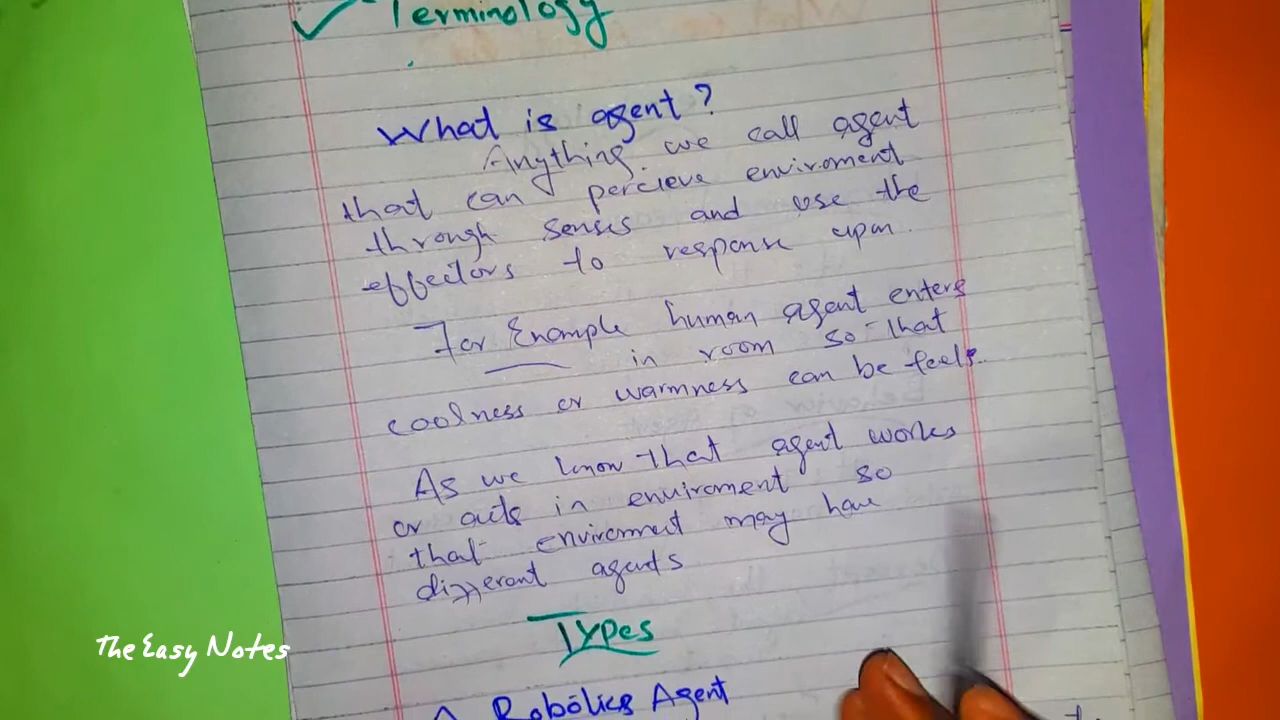 Terminology
What is agent?
Anything we call agent
that can percieve enviroment
through senses and use the
effectors to response upon.
For Example human agent enters
in room so that
coolness or warmness can be feels.
As we know that agent works
or acts in enviroment so
that enviroment may have
different agents
Types
Robotics Agent
The Easy Notes